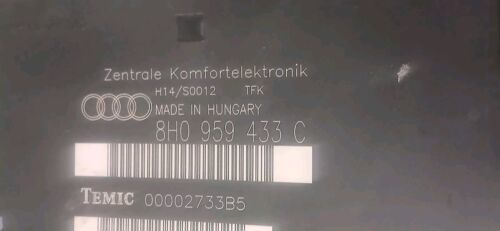 Zentrale Komfortelektronik
H14/S0012 TFK
MADE IN HUNGARY
8H0 959 433 C
TEMIC 00002733B5